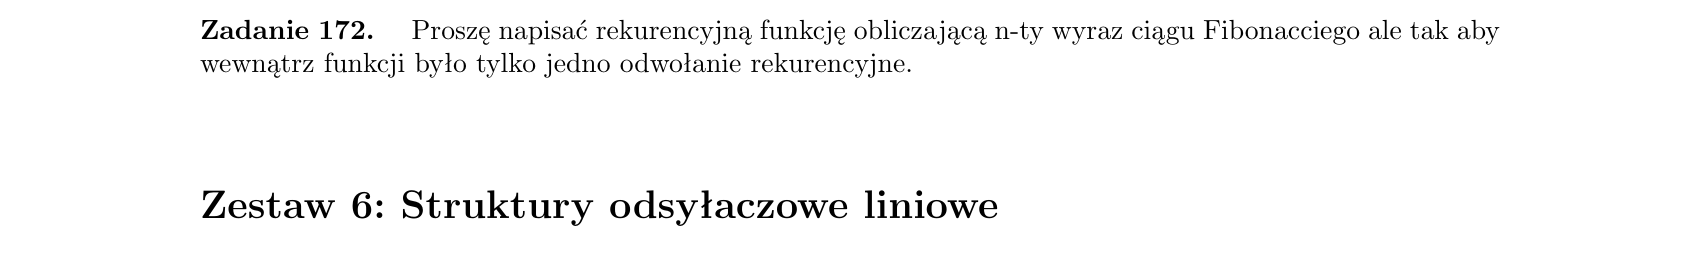 Zadanie 172. Proszę napisać rekurencyjną funkcję obliczającą n-ty wyraz ciągu Fibonacciego ale tak aby
wewnątrz funkcji było tylko jedno odwołanie rekurencyjne.
Zestaw 6: Struktury odsyłaczowe liniowe